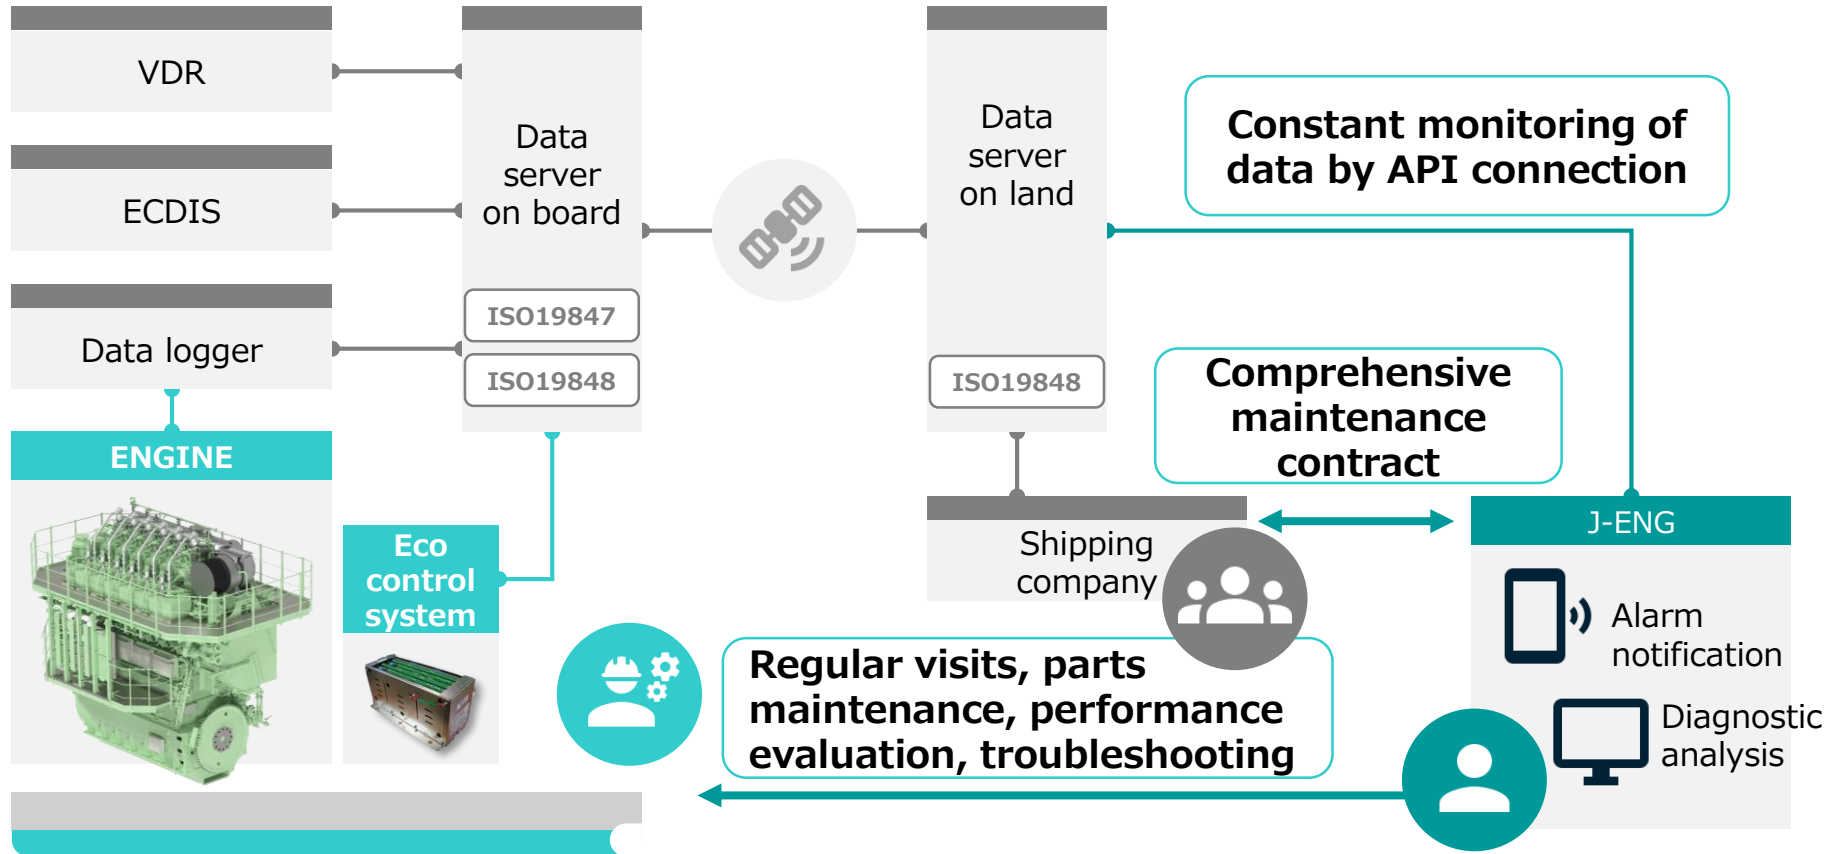 VDR
ECDIS
Data logger
ENGINE
Eco
control
system
Data
server
on board
ISO19847
ISO19848
Data
server
on land
ISO19848
Shipping
company
Constant monitoring of
data by API connection
Comprehensive
maintenance
contract
J-ENG
Alarm
notification
Diagnostic
analysis
Regular visits, parts
maintenance, performance
evaluation, troubleshooting